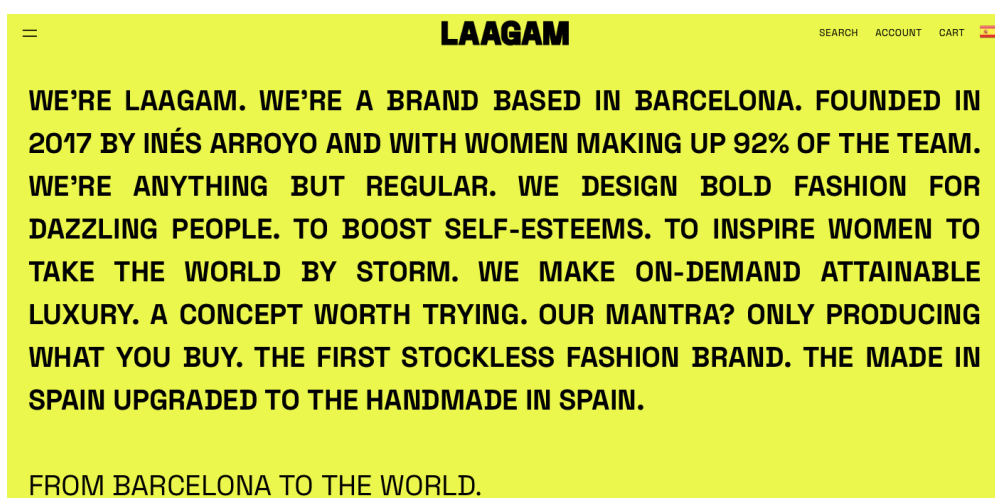 LAAGAM
SEARCH ACCOUNT CART
WE’RE LAAGAM. WE’RE A BRAND BASED IN BARCELONA. FOUNDED IN
2017 BY INÉS ARROYO AND WITH WOMEN MAKING UP 92% OF THE TEAM.
WE’RE ANYTHING BUT REGULAR. WE DESIGN BOLD FASHION FOR
DAZZLING PEOPLE. TO BOOST SELF-ESTEEMS. TO INSPIRE WOMEN TO
TAKE THE WORLD BY STORM. WE MAKE ON-DEMAND ATTAINABLE
LUXURY. A CONCEPT WORTH TRYING. OUR MANTRA? ONLY PRODUCING
WHAT YOU BUY. THE FIRST STOCKLESS FASHION BRAND. THE MADE IN
SPAIN UPGRADED TO THE HANDMADE IN SPAIN.
FROM BARCELONA TO THE WORLD.